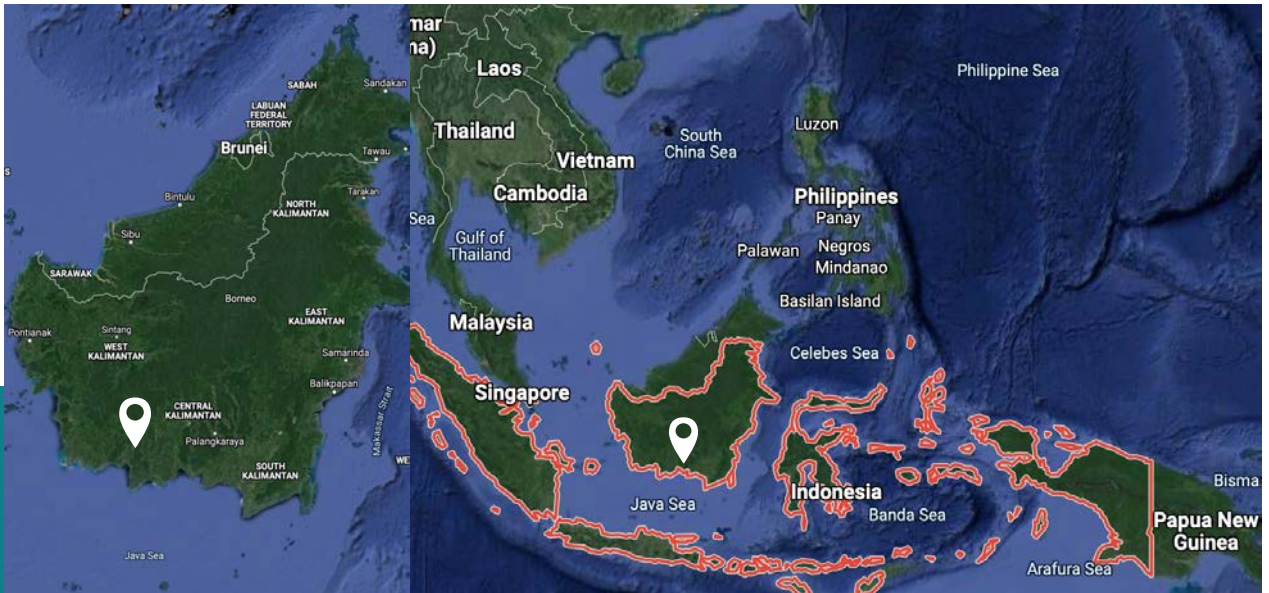 SABAH
Sandakan
LABUAN
FEDERAL
TERRITORY
Brunei
Tawau
s
Bintulu
Tarakan
NORTH
KALIMANTAN
Sibu
SARAWAK
Borneo
EAST
KALIMANTAN
Pontianak
Sintang
WEST
KALIMANTAN
Samarinda
Balikpapan
CENTRAL
KALIMANTAN
Palangkaraya
Makassar Strait
WE
SOUTH
KALIMANTAN
Java Sea
mar
na)
Laos
Philippine Sea
Thailand
Luzon
South
China Sea
Vietnam
Cambodia
Philippines
Panay
Sea
Gulf of
Thailand
Palawan
Negros
Mindanao
Basilan Island
Malaysia
Celebes Sea
Singapore
Indonesia
Java Sea
Banda Sea
Bisma
Papua New
Guinea
Arafura Sea